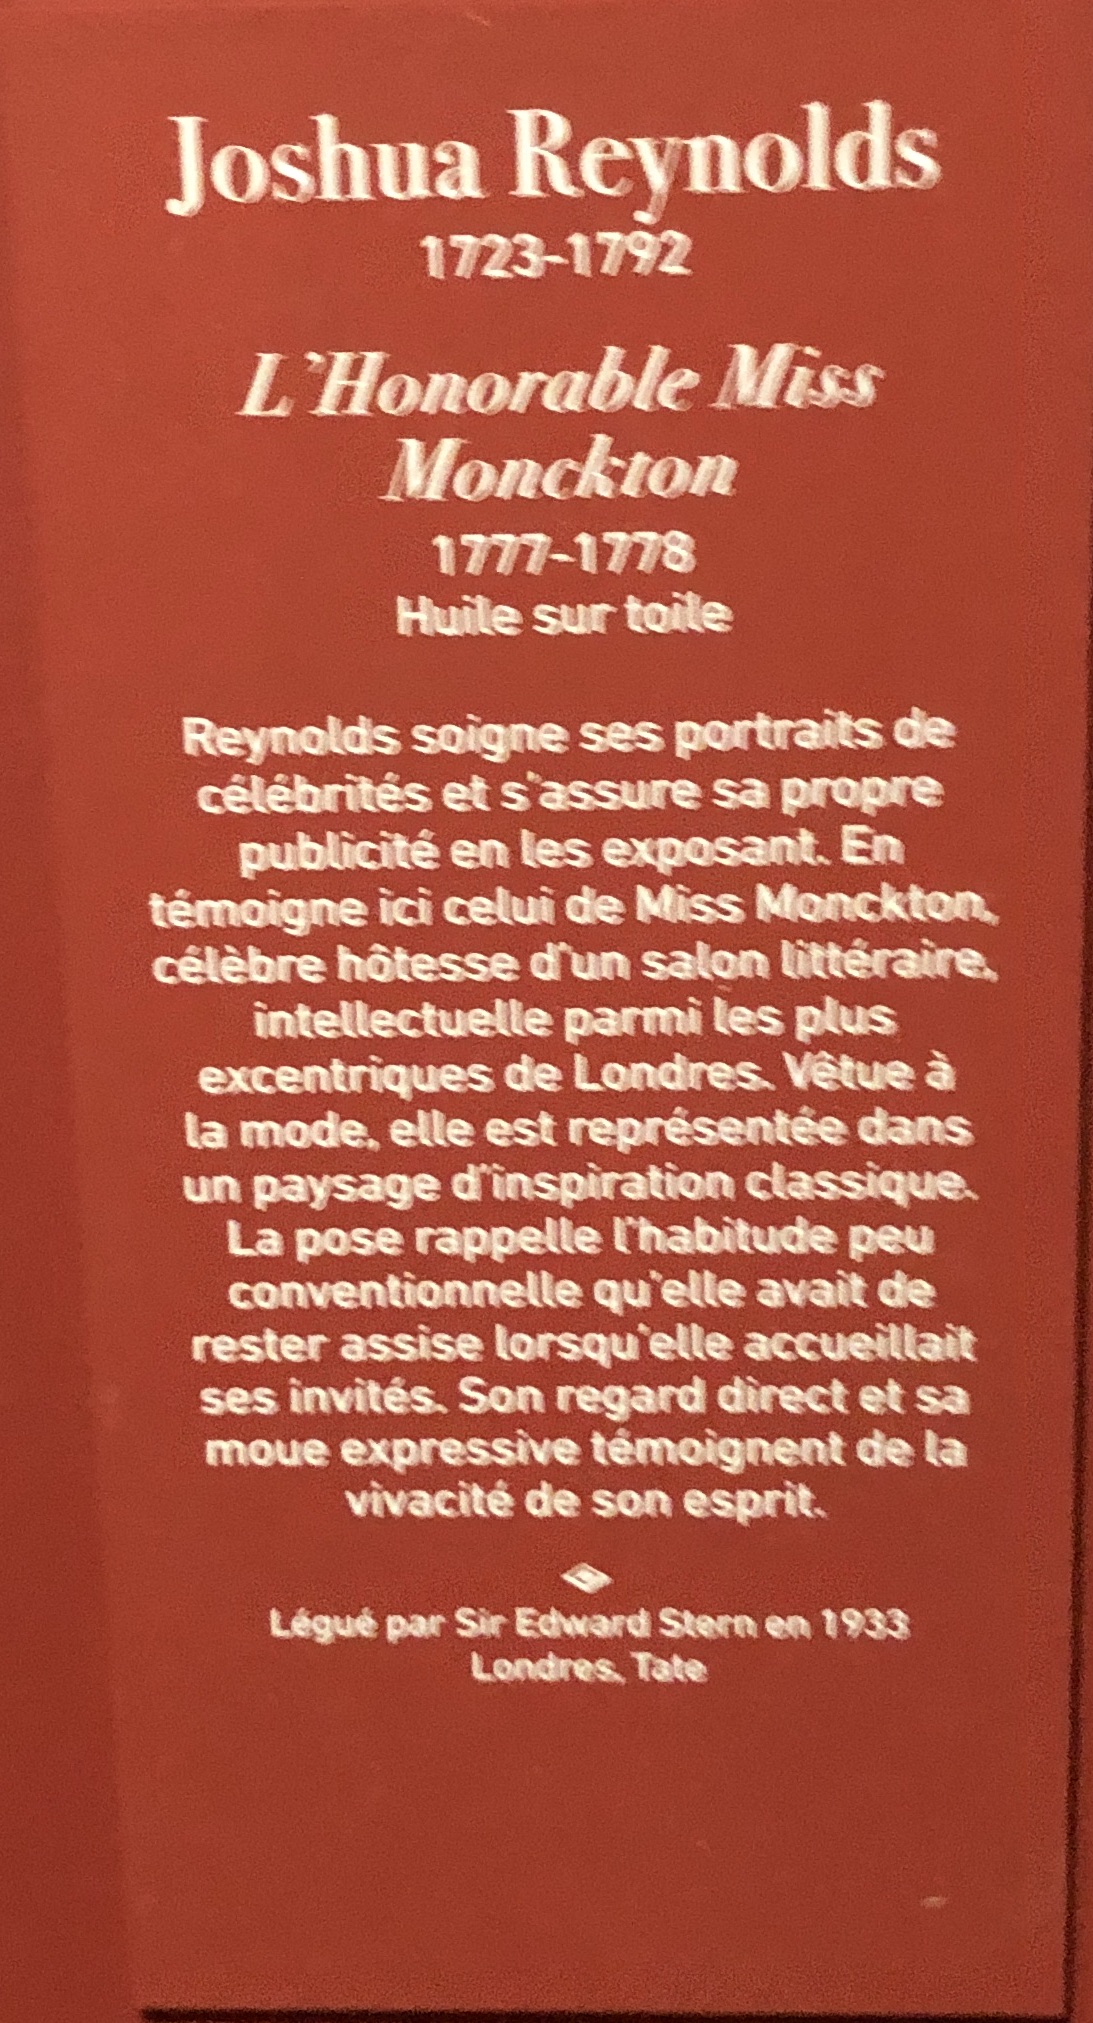 Joshua Reynolds
1723-1792
L'Honorable Miss
Monckton
1777-1778
Huile sur toile
Reynolds soigne ses portraits de
célébrités et s'assure sa propre
publicité en les exposant. En
témoigne ici celui de Miss Monckton,
célèbre hôtesse d'un salon littéraire,
intellectuelle parmi les plus
excentriques de Londres. Vêtue à
la mode, elle est représentée dans
un paysage d'inspiration classique.
La pose rappelle l'habitude peu
conventionnelle qu'elle avait de
rester assise lorsqu'elle accueillait
ses invités. Son regard direct et sa
moue expressive témoignent de la
vivacité de son esprit.
Légué par Sir Edward Stern en 1933
Londres, Tate